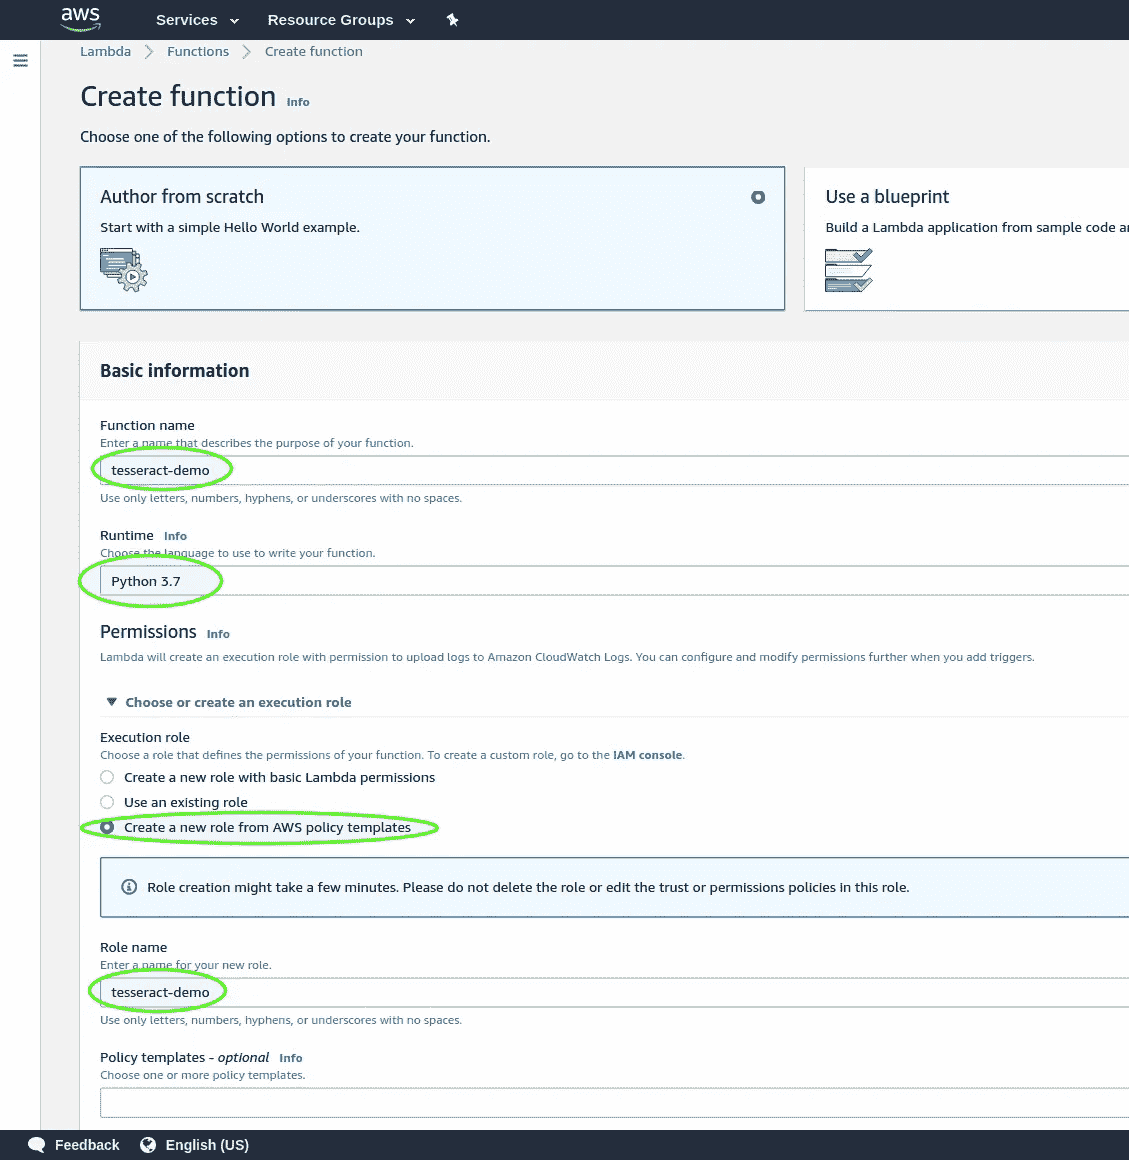 aws Services Resource Groups
Lambda Functions Create function
Create function Info
Choose one of the following options to create your function.
Author from scratch
Start with a simple Hello World example.
Use a blueprint
Build a Lambda application from sample code
Basic information
Function name
Enter a name that describes the purpose of your function.
tesseract-demo
Use only letters, numbers, hyphens, or underscores with no spaces.
Runtime Info
Choose the language to use to write your function.
Python 3.7
Permissions Info
Lambda will create an execution role with permission to upload logs to Amazon CloudWatch Logs. You can configure and modify permissions further when you add triggers.
Choose or create an execution role
Execution role
Choose a role that defines the permissions of your function. To create a custom role, go to the IAM console.
Create a new role with basic Lambda permissions
Use an existing role
Create a new role from AWS policy templates
Role creation might take a few minutes. Please do not delete the role or edit the trust or permissions policies in this role.
Role name
Enter a name for your new role.
tesseract-demo
Use only letters, numbers, hyphens, or underscores with no spaces.
Policy templates - optional Info
Choose one or more policy templates.
Feedback English (US)